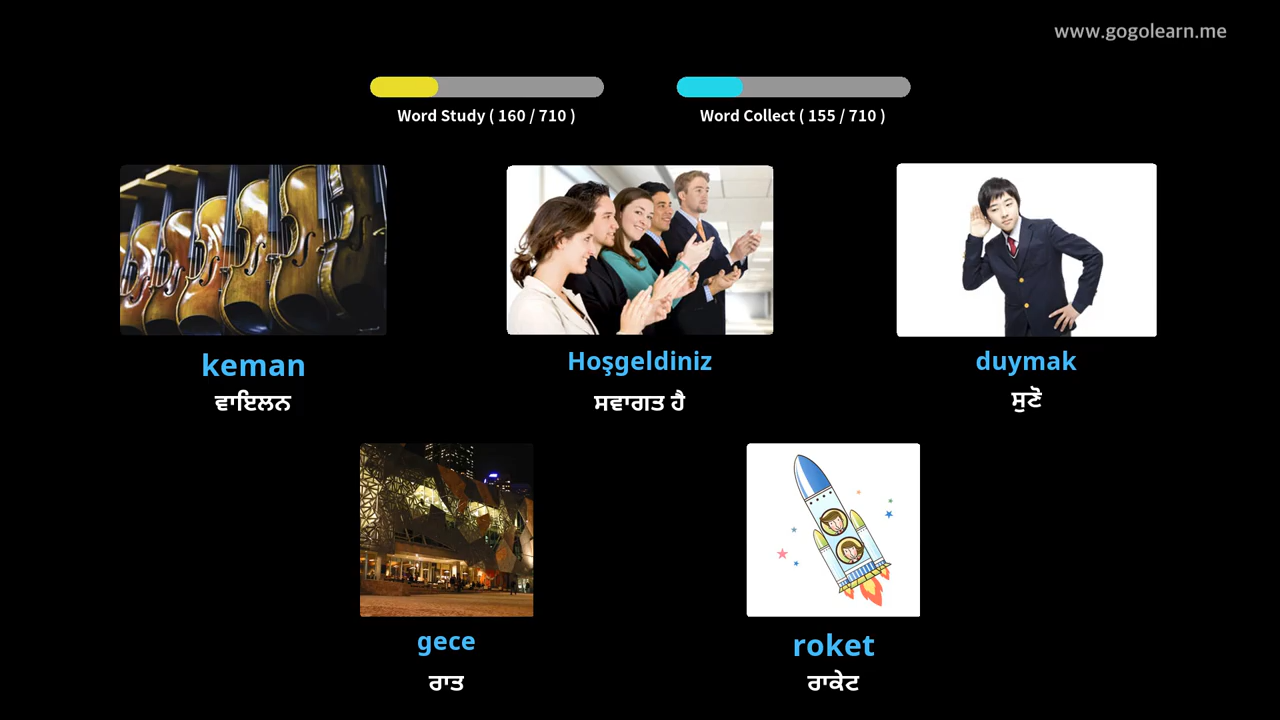 www.gogolearn.me
Word Study ( 160 / 710 )
Word Collect ( 155 / 710 )
keman
ਵਾਇਲਨ
Hoşgeldiniz
ਸਵਾਗਤ ਹੈ
duymak
ਸੁਣੋ
gece
ਰਾਤ
roket
ਰਾਕੇਟ